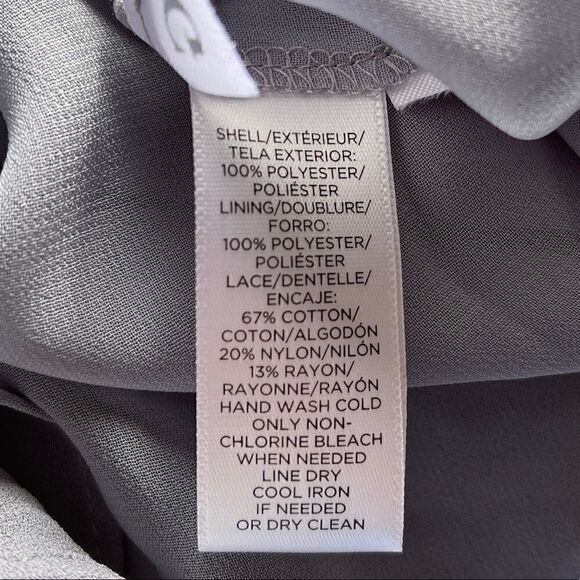 G
SHELL/EXTÉRIEUR/
TELA EXTERIOR:
100% POLYESTER/
POLIÉSTER
LINING/DOUBLURE/
FORRO:
100% POLYESTER/
POLIÉSTER
LACE/DENTELLE/
ENCAJE:
67% COTTON/
COTON/ALGODÓN
20% NYLON/NILÓN
13% RAYON/
RAYONNE/RAYÓN
HAND WASH COLD
ONLY NON-
CHLORINE BLEACH
WHEN NEEDED
LINE DRY
COOL IRON
IF NEEDED
OR DRY CLEAN